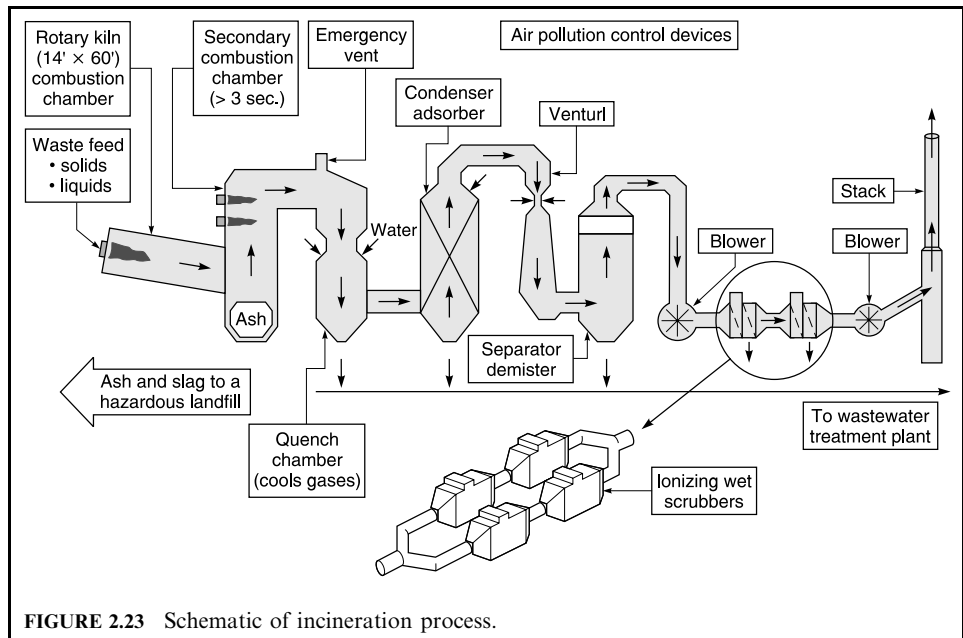 Rotary kiln
(14' × 60')
combustion
chamber
Secondary
combustion
chamber
(> 3 sec.)
Emergency
vent
Air pollution control devices
Condenser
adsorber
Venturl
Waste feed
• solids
• liquids
Stack
Water
Blower
Blower
Ash
Separator
demister
Ash and slag to a
hazardous landfill
To wastewater
treatment plant
Quench
chamber
(cools gases)
Ionizing wet
scrubbers
FIGURE 2.23 Schematic of incineration process.